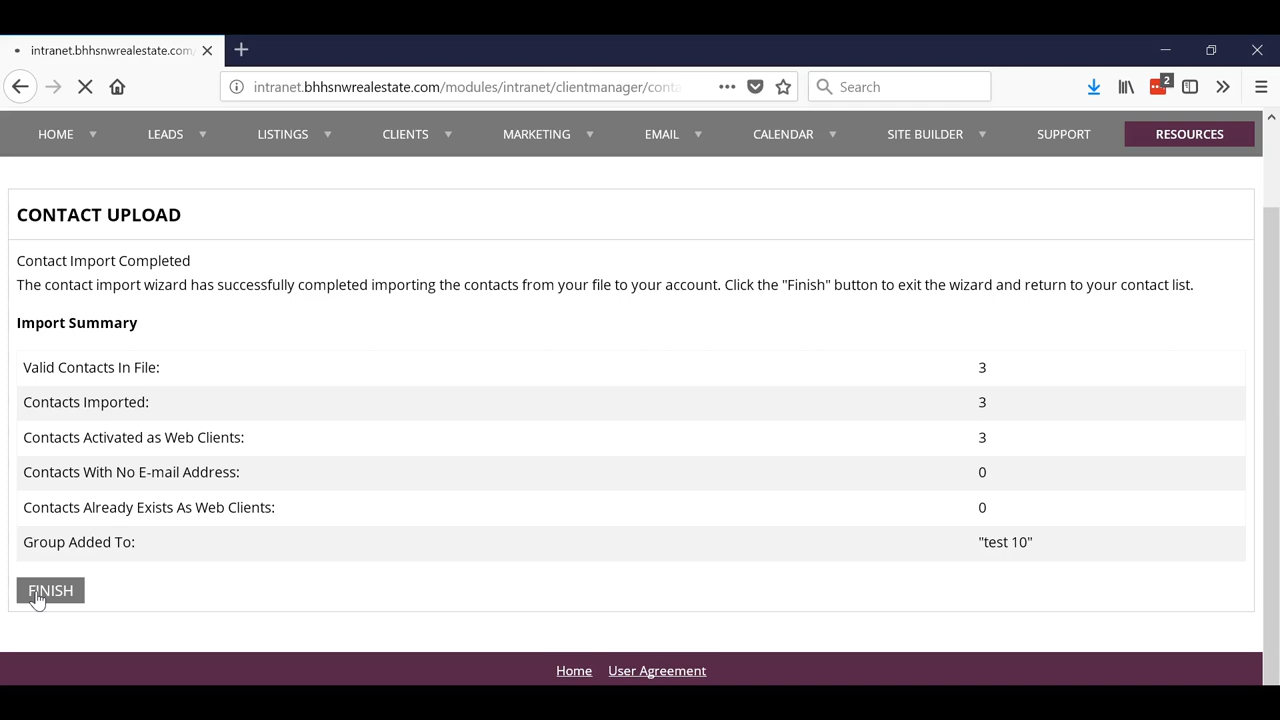 intranet.bhhsnwrealestate.com/
intranet.bhhsnwrealestate.com/modules/intranet/clientmanager/conta
Search
2
HOME
LEADS
LISTINGS
CLIENTS
MARKETING
EMAIL
CALENDAR
SITE BUILDER
SUPPORT
RESOURCES
CONTACT UPLOAD
Contact Import Completed
The contact import wizard has successfully completed importing the contacts from your file to your account. Click the "Finish" button to exit the wizard and return to your contact list.
Import Summary
Valid Contacts In File: 3
Contacts Imported: 3
Contacts Activated as Web Clients: 3
Contacts With No E-mail Address: 0
Contacts Already Exists As Web Clients: 0
Group Added To: "test 10"
FINISH
Home User Agreement